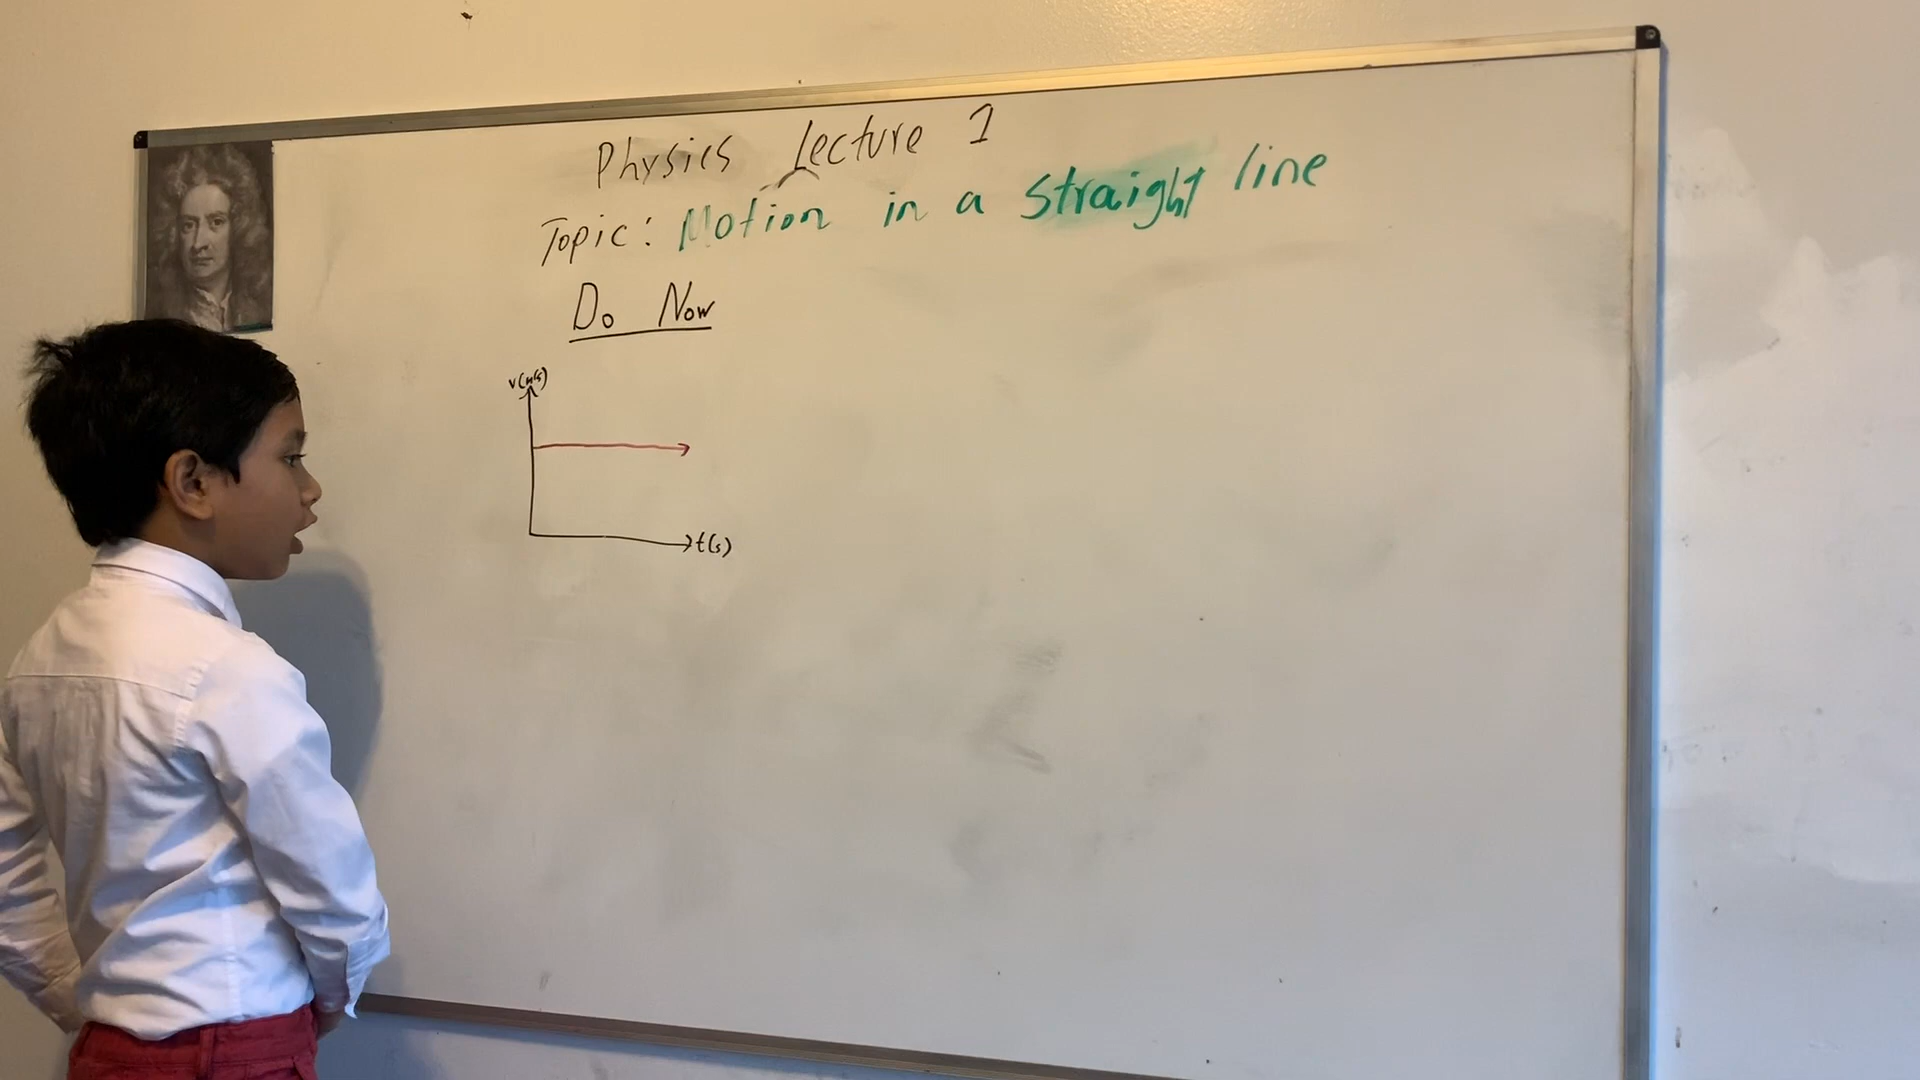 Physics Lecture 1
Topic: Motion in a straight line
Do Now
v(m/s)
t(s)